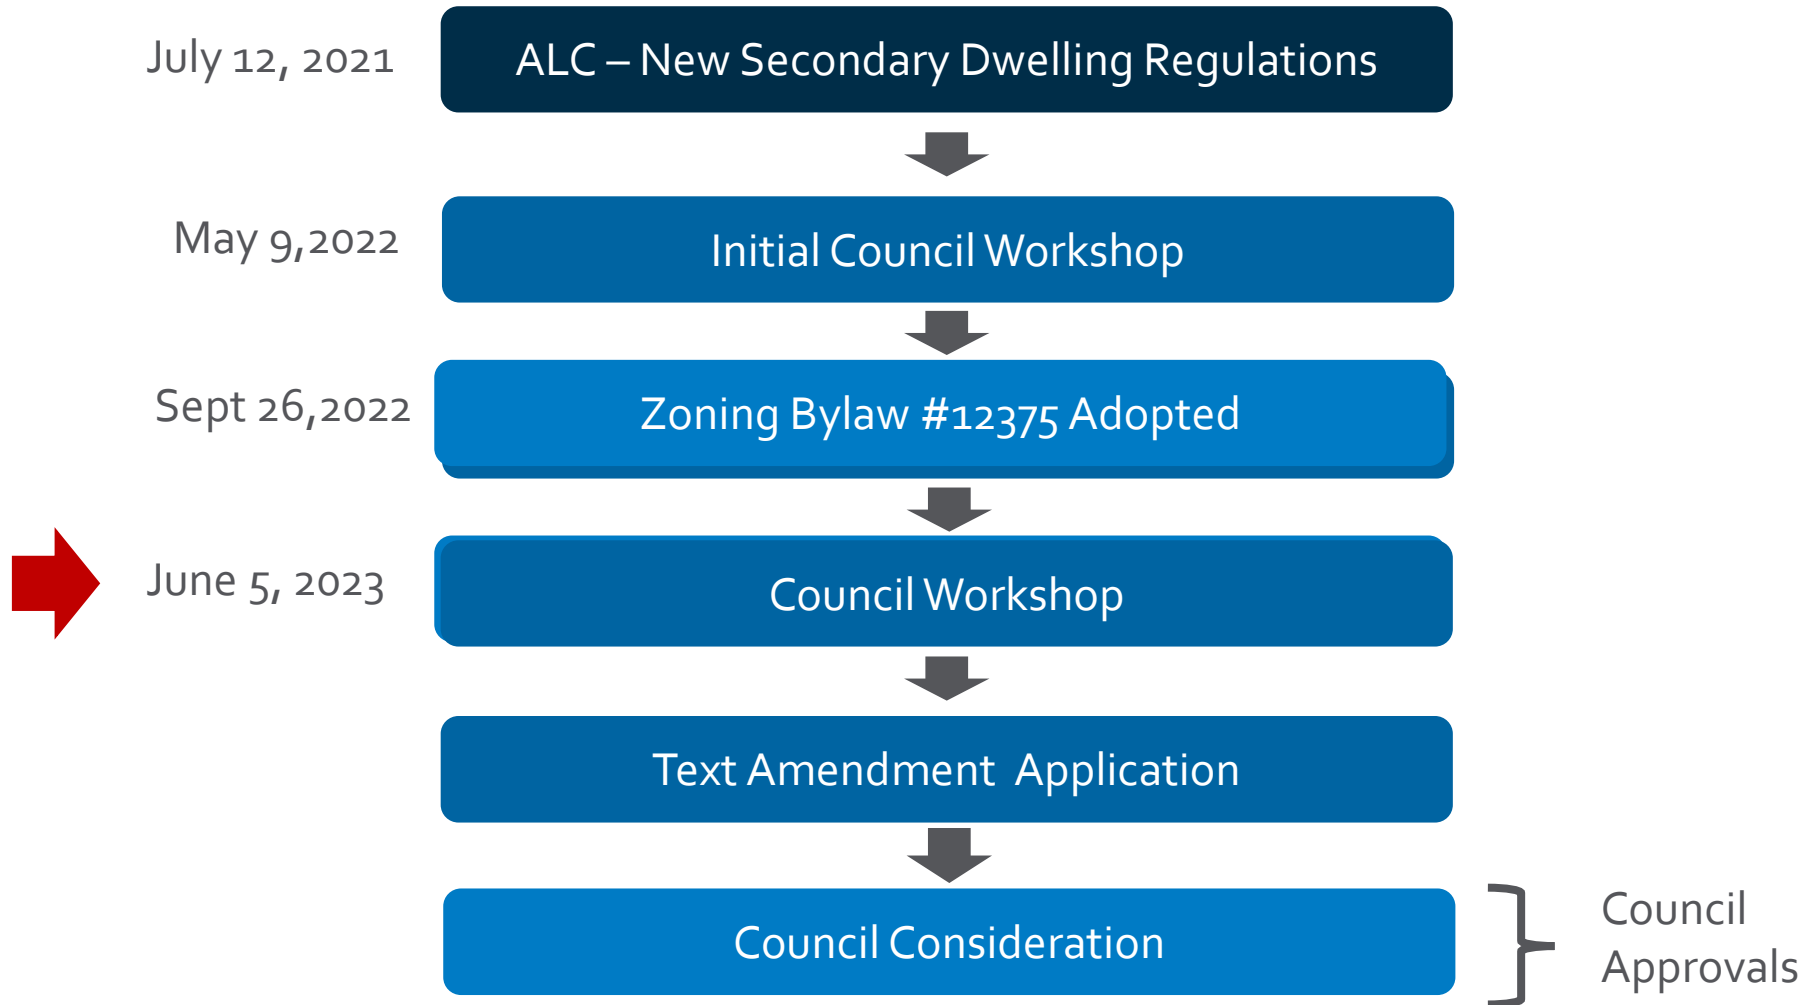 July 12, 2021
ALC – New Secondary Dwelling Regulations
May 9,2022
Initial Council Workshop
Sept 26,2022
Zoning Bylaw #12375 Adopted
June 5, 2023
Council Workshop
Text Amendment  Application
Council Consideration
Council
Approvals